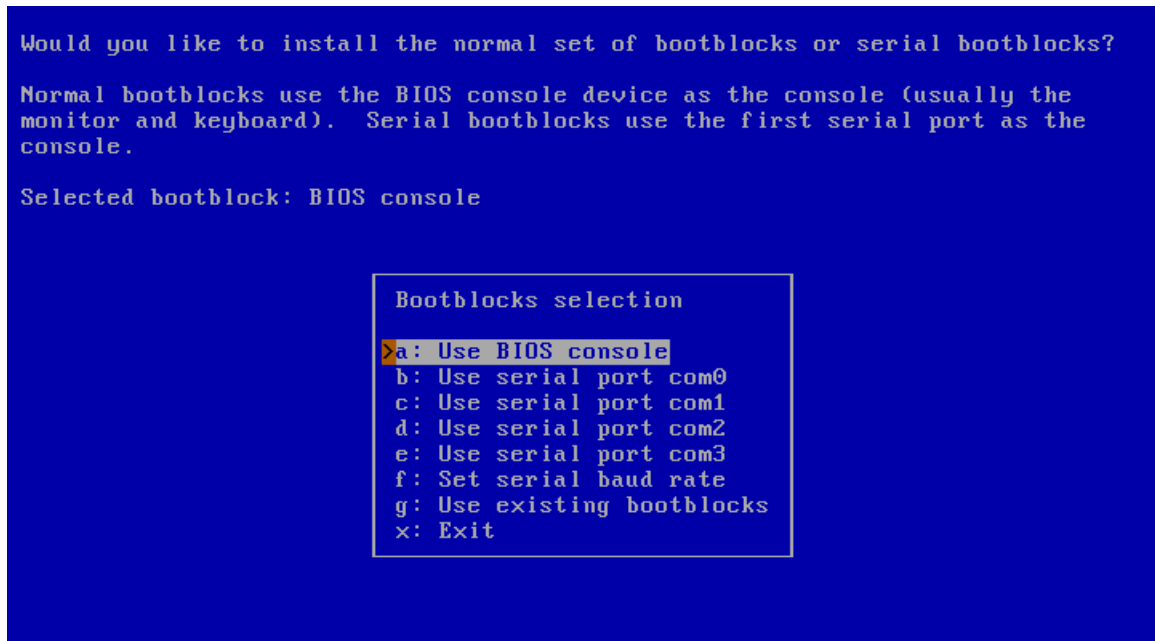 Would you like to install the normal set of bootblocks or serial bootblocks?
Normal bootblocks use the BIOS console device as the console (usually the
monitor and keyboard).  Serial bootblocks use the first serial port as the
console.
Selected bootblock: BIOS console
Bootblocks selection
>a: Use BIOS console
b: Use serial port com0
c: Use serial port com1
d: Use serial port com2
e: Use serial port com3
f: Set serial baud rate
g: Use existing bootblocks
x: Exit